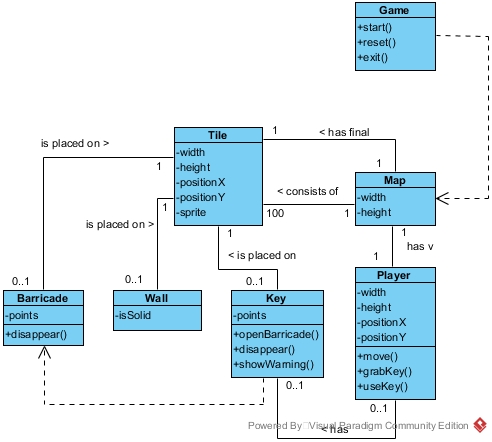 Game
+start()
+reset()
+exit()
Tile
-width
-height
-positionX
-positionY
-sprite
1
< has final
1
is placed on >
1
< consists of
100
1
Map
-width
-height
1
is placed on >
1
< is placed on
1
has v
1
0..1
Barricade
-points
+disappear()
0..1
Wall
-isSolid
0..1
Key
-points
+openBarricade()
+disappear()
+showWarning()
Player
-width
-height
-positionX
-positionY
+move()
+grabKey()
+useKey()
0..1
0..1
< has
Powered By Visual Paradigm Community Edition